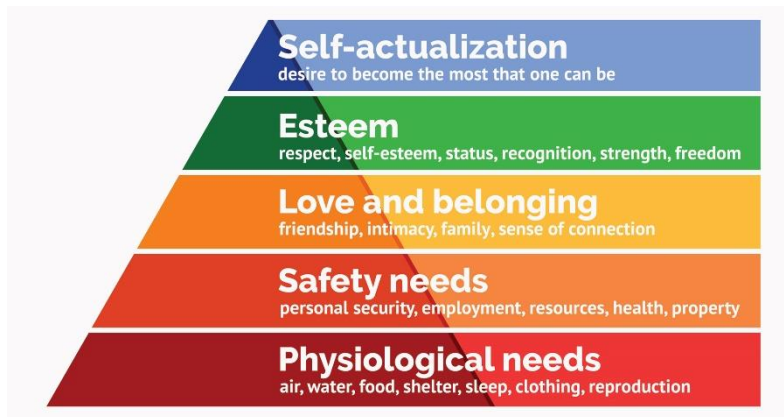 Self-actualization
desire to become the most that one can be
Esteem
respect, self-esteem, status, recognition, strength, freedom
Love and belonging
friendship, intimacy, family, sense of connection
Safety needs
personal security, employment, resources, health, property
Physiological needs
air, water, food, shelter, sleep, clothing, reproduction